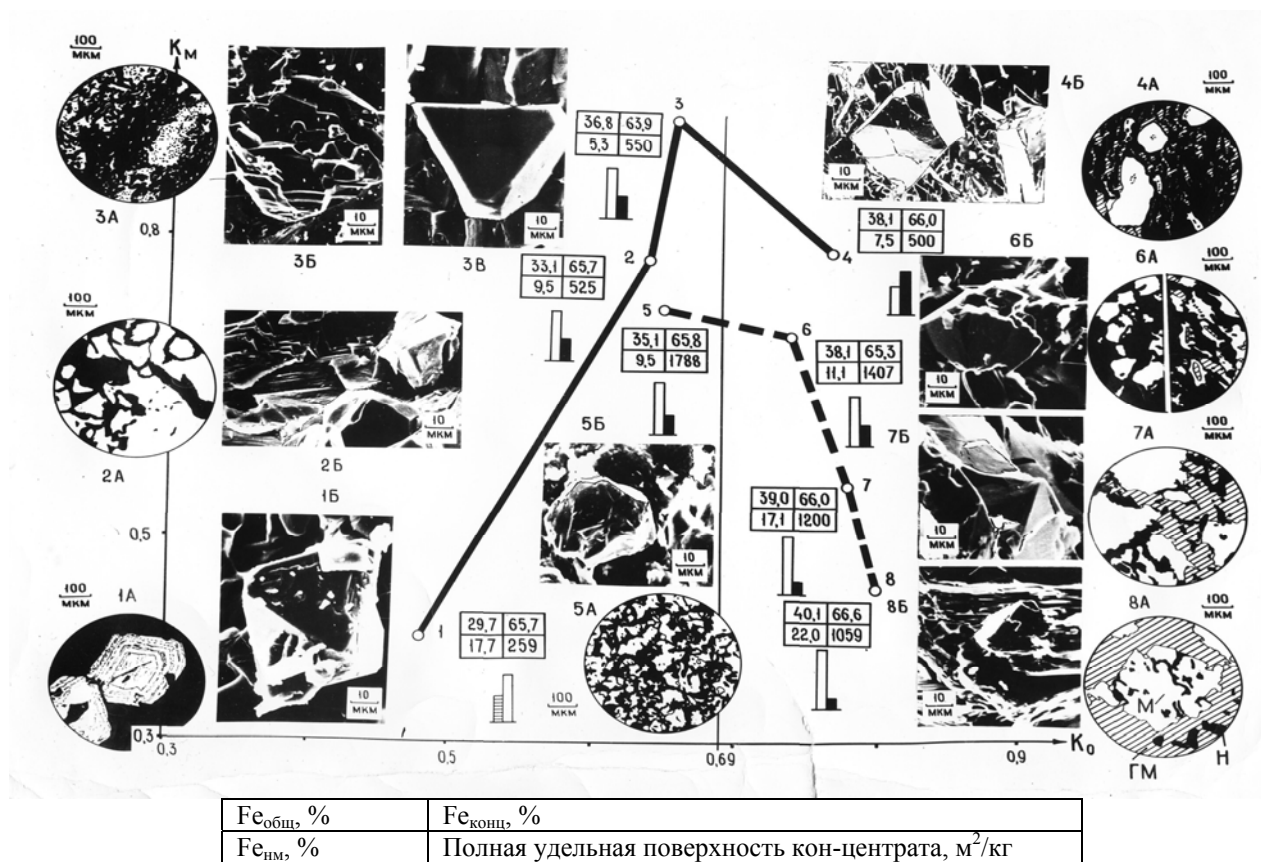 100
МКМ
Kм
3А
10
МКМ
3Б
10
МКМ
3В
36,8 63,9
5,3 550
3
10
МКМ
4Б
4А
100
МКМ
0,8
38,1 66,0
7,5 500
4
33,1 65,7
9,5 525
2
100
МКМ
2А
10
МКМ
2Б
5
35,1 65,8
9,5 1788
6
38,1 65,3
11,1 1407
6Б
10
МКМ
6А
100
МКМ
0,5
1Б
10
МКМ
5Б
10
МКМ
7
39,0 66,0
17,1 1200
7Б
10
МКМ
7А
100
МКМ
100
МКМ
1А
1
29,7 65,7
17,7 259
100
МКМ
5А
8
40,1 66,6
22,0 1059
8Б
10
МКМ
8А
100
МКМ
М
ГМ
Н
0,3
0,3
0,5
0,69
0,9
Kо
Feобщ, % Feконц, %
Feнм, % Полная удельная поверхность кон-центрата, м2/кг